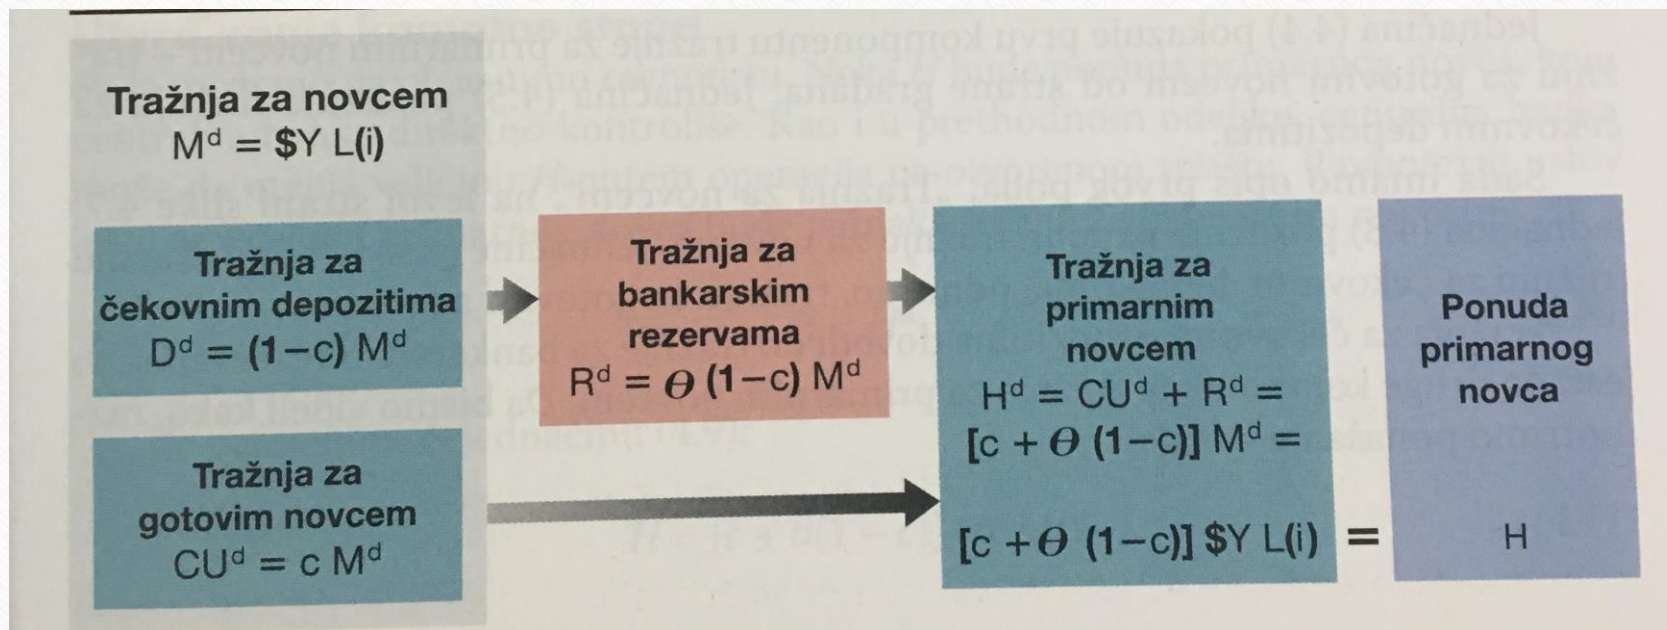 Tražnja za novcem
Mᵈ = $Y L(i)
Tražnja za
čekovnim depozitima
Dᵈ = (1−c) Mᵈ
Tražnja za
gotovim novcem
CUᵈ = c Mᵈ
Tražnja za
bankarskim
rezervama
Rᵈ = Θ (1−c) Mᵈ
Tražnja za
primarnim
novcem
Hᵈ = CUᵈ + Rᵈ =
[c + Θ (1−c)] Mᵈ =
[c +Θ (1−c)] $Y L(i) =
Ponuda
primarnog
novca
H